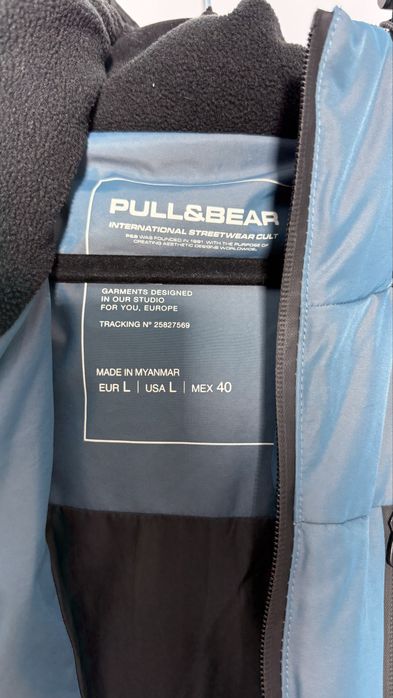 PULL&BEAR
INTERNATIONAL STREETWEAR CULT
P&B WAS FOUNDED IN 1991 WITH THE PURPOSE OF
CREATING AESTHETIC DESIGNS WORLDWIDE.
GARMENTS DESIGNED
IN OUR STUDIO
FOR YOU, EUROPE
TRACKING Nº 25827569
MADE IN MYANMAR
EUR L | USA L | MEX 40